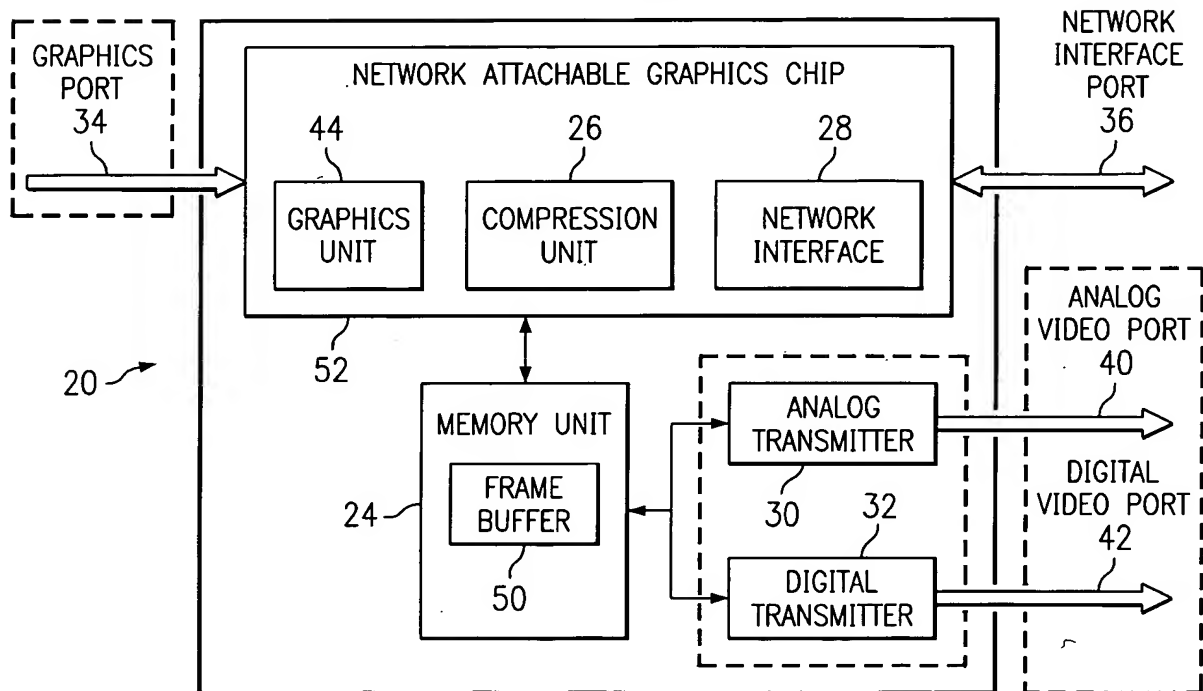 GRAPHICS
PORT
34
NETWORK ATTACHABLE GRAPHICS CHIP
44
26
28
GRAPHICS
UNIT
COMPRESSION
UNIT
NETWORK
INTERFACE
NETWORK
INTERFACE
PORT
36
52
20
MEMORY UNIT
FRAME
BUFFER
24
50
ANALOG
TRANSMITTER
30
32
DIGITAL
TRANSMITTER
ANALOG
VIDEO PORT
40
DIGITAL
VIDEO PORT
42